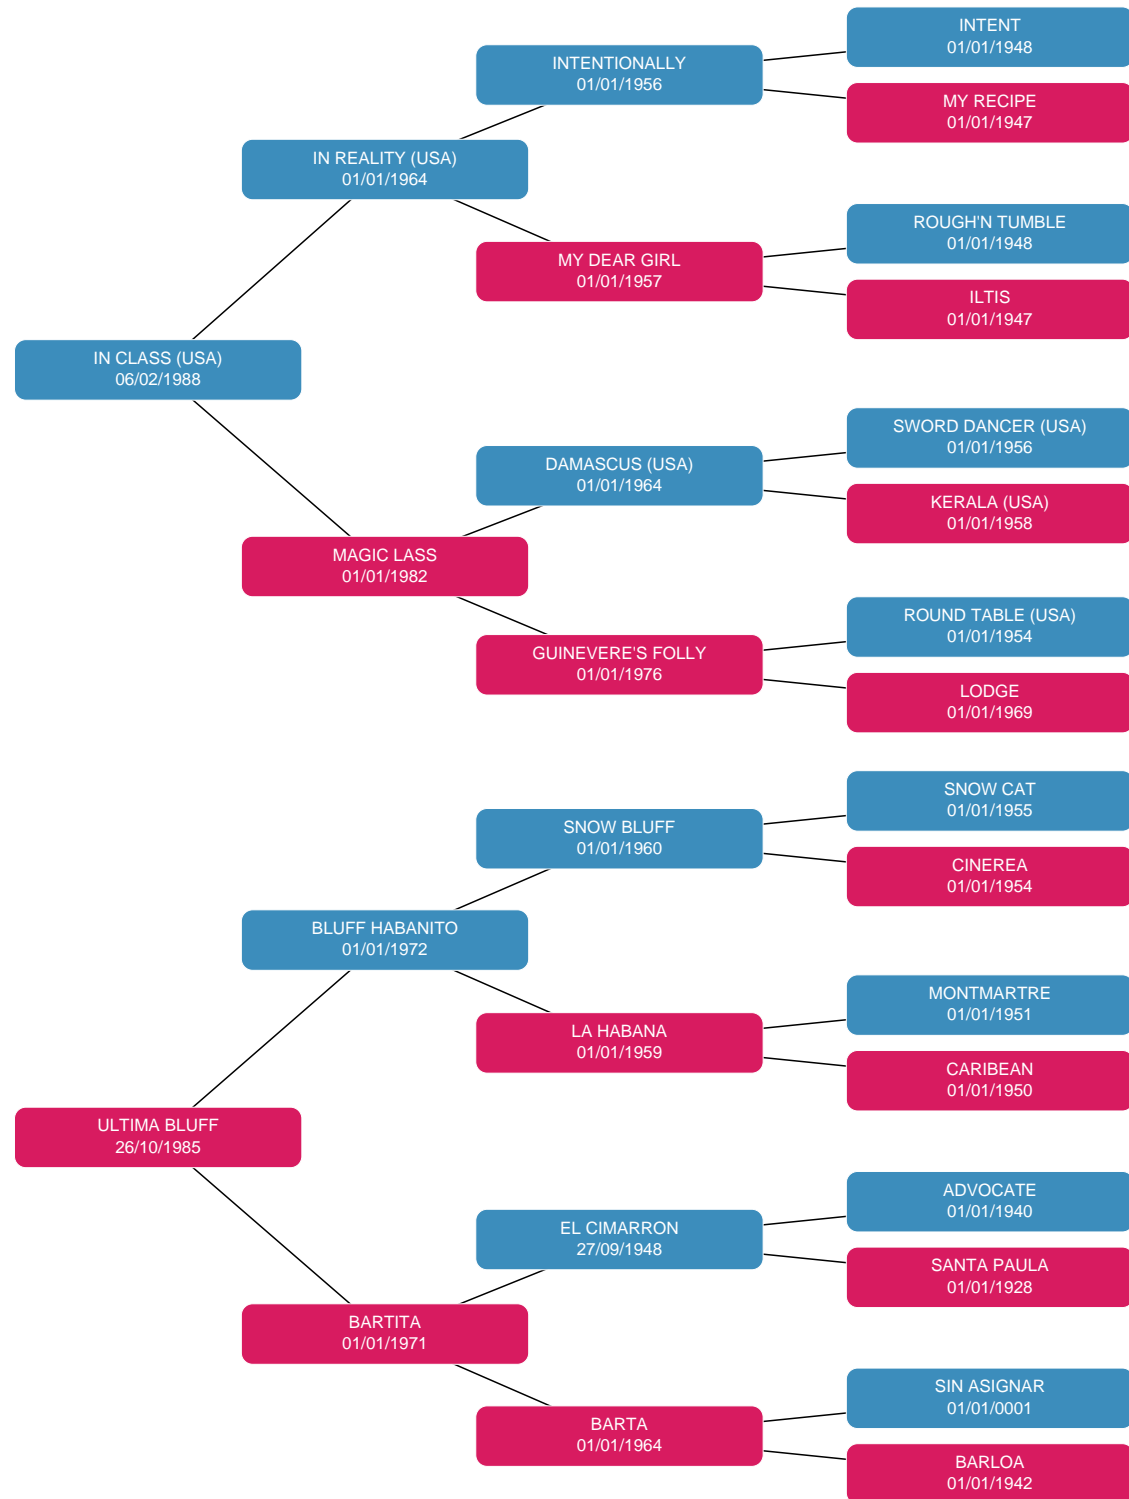 INTENT
01/01/1948
INTENTIONALLY
01/01/1956
MY RECIPE
01/01/1947
IN REALITY (USA)
01/01/1964
ROUGH'N TUMBLE
01/01/1948
MY DEAR GIRL
01/01/1957
ILTIS
01/01/1947
IN CLASS (USA)
06/02/1988
SWORD DANCER (USA)
01/01/1956
DAMASCUS (USA)
01/01/1964
KERALA (USA)
01/01/1958
MAGIC LASS
01/01/1982
ROUND TABLE (USA)
01/01/1954
GUINEVERE'S FOLLY
01/01/1976
LODGE
01/01/1969
SNOW CAT
01/01/1955
SNOW BLUFF
01/01/1960
CINEREA
01/01/1954
BLUFF HABANITO
01/01/1972
MONTMARTRE
01/01/1951
LA HABANA
01/01/1959
CARIBEAN
01/01/1950
ULTIMA BLUFF
26/10/1985
ADVOCATE
01/01/1940
EL CIMARRON
27/09/1948
SANTA PAULA
01/01/1928
BARTITA
01/01/1971
SIN ASIGNAR
01/01/0001
BARTA
01/01/1964
BARLOA
01/01/1942